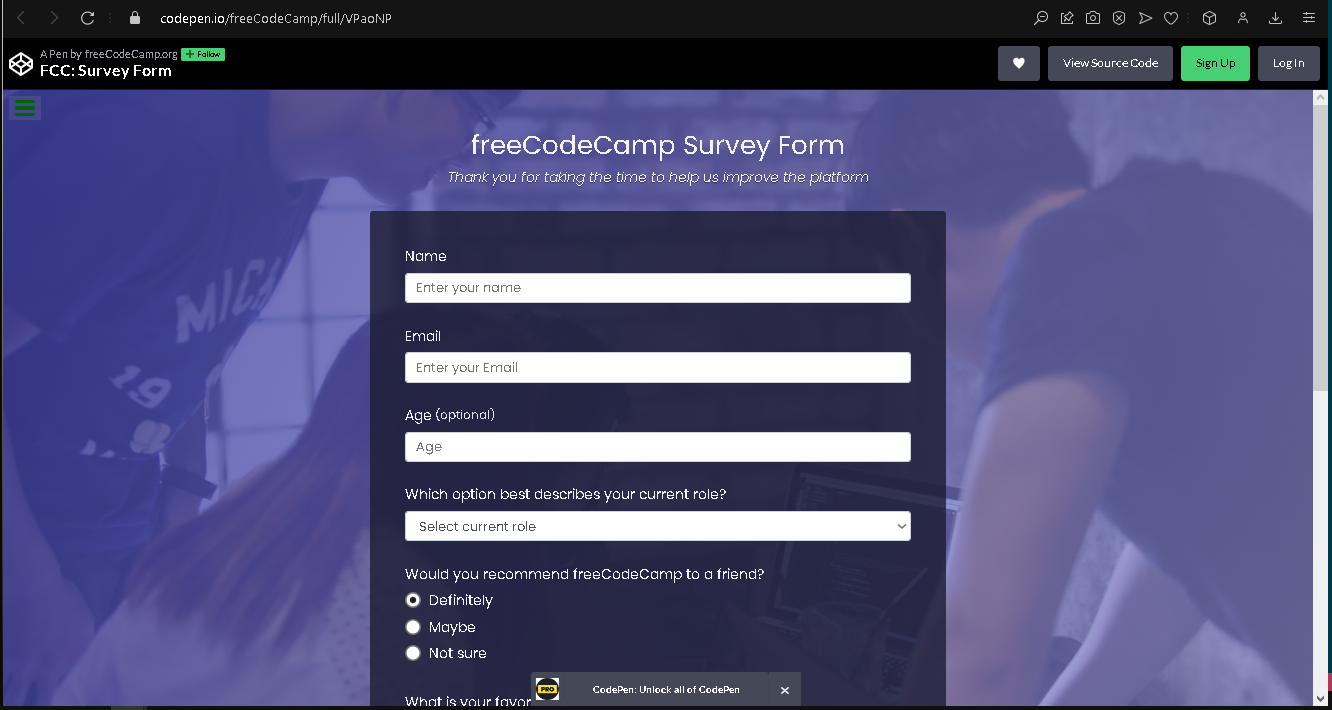 codepen.io/freeCodeCamp/full/VPaoNP
A Pen by freeCodeCamp.org + Follow
FCC: Survey Form
View Source Code
Sign Up
Log In
freeCodeCamp Survey Form
Thank you for taking the time to help us improve the platform
MICH
19
Name
Enter your name
Email
Enter your Email
Age (optional)
Age
Which option best describes your current role?
Select current role
Would you recommend freeCodeCamp to a friend?
Definitely
Maybe
Not sure
What is your favor
PRO
CodePen: Unlock all of CodePen